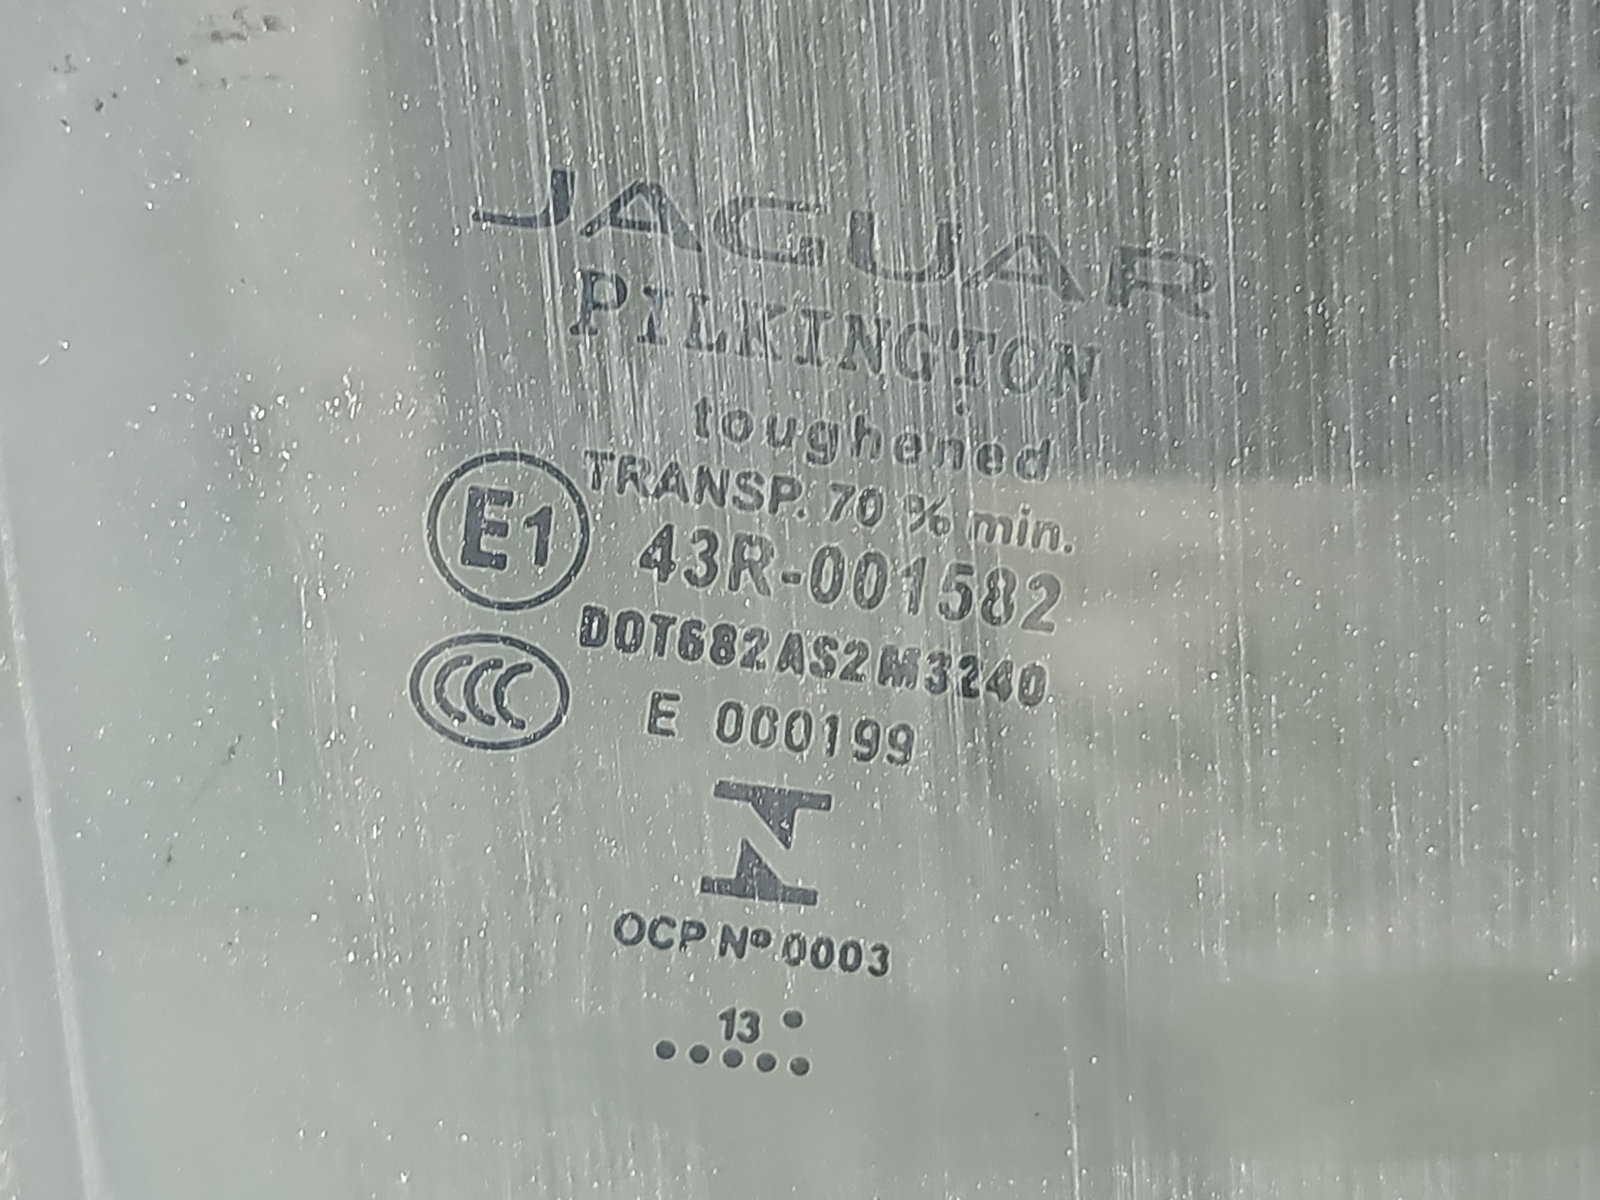 JAGUAR
PILKINGTON
toughened
TRANSP. 70 % min.
E1 43R-001582
DOT682AS2M3240
CCC E 000199
OCP Nº 0003
13